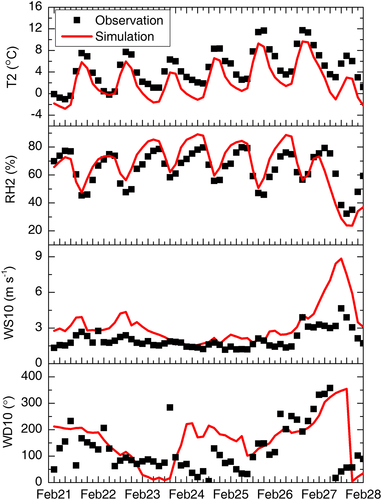 Observation
Simulation
T2 (°C)
16
12
8
4
0
-4
RH2 (%)
80
60
40
20
WS10 (m s⁻¹)
9
6
3
0
WD10 (°)
400
300
200
100
0
Feb21 Feb22 Feb23 Feb24 Feb25 Feb26 Feb27 Feb28